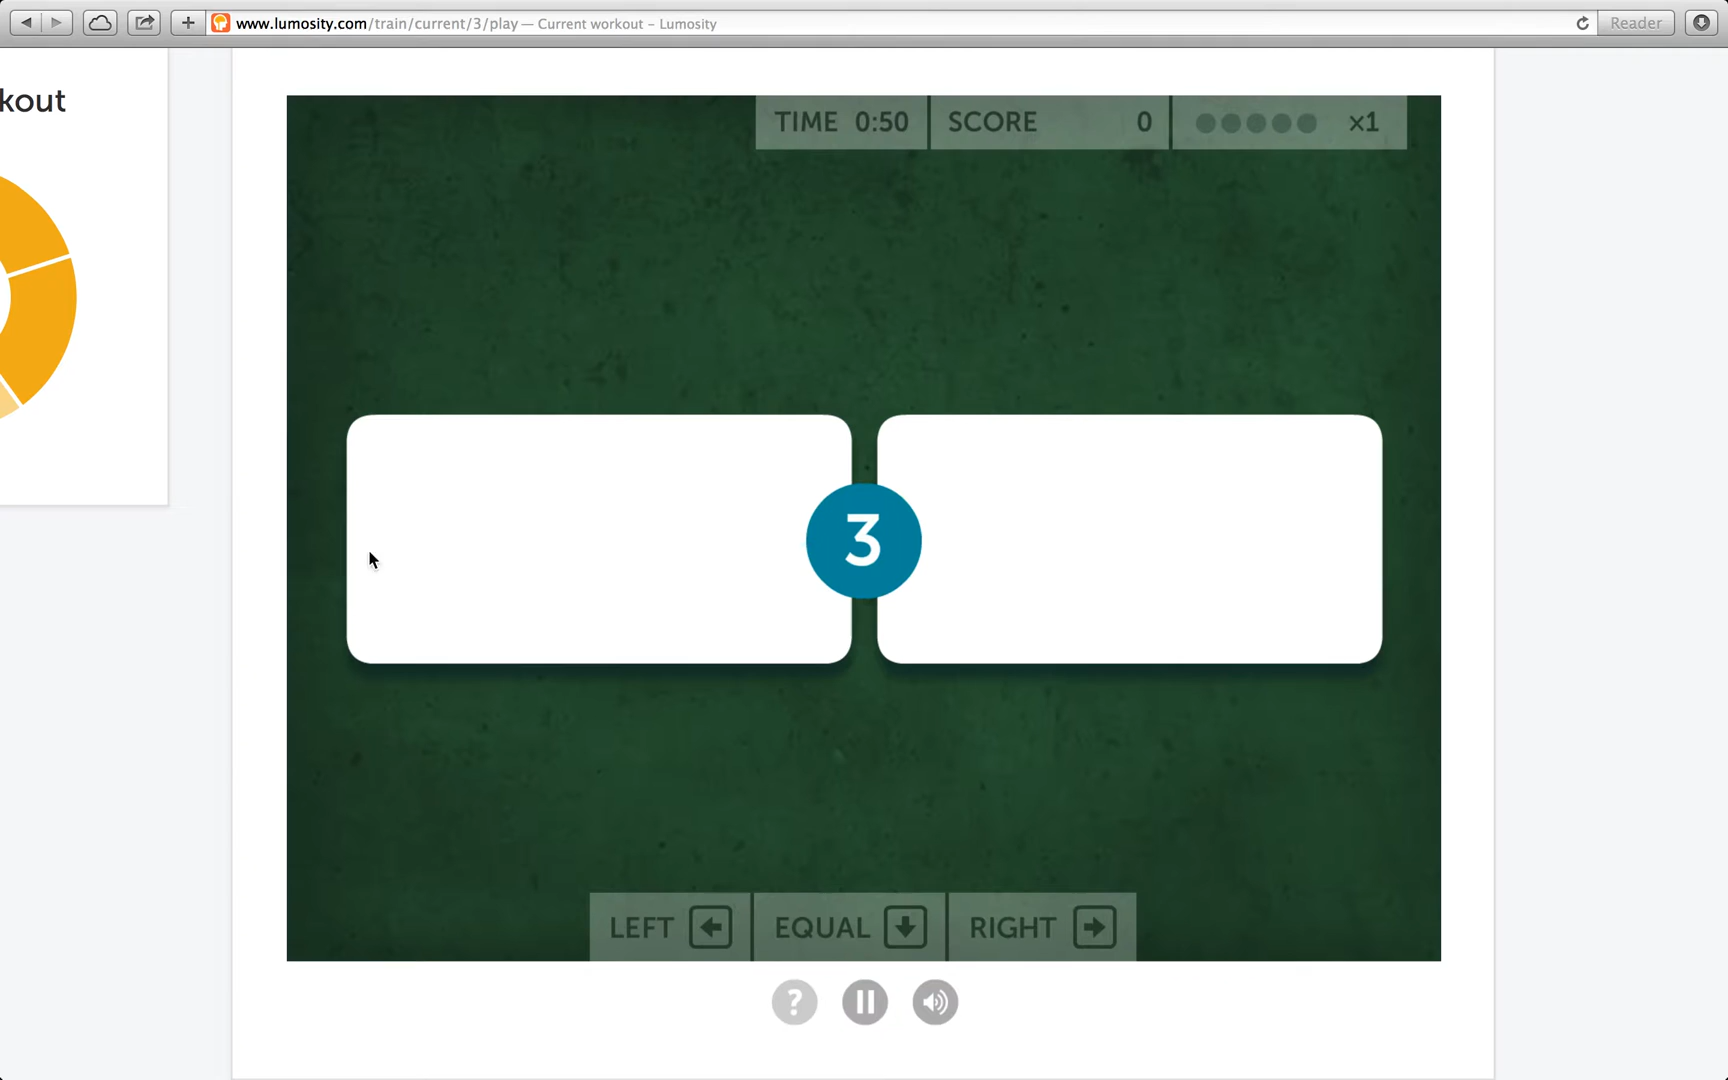 www.lumosity.com/train/current/3/play — Current workout – Lumosity
Reader
kout
TIME 0:50
SCORE 0
x1
3
LEFT
EQUAL
RIGHT
?